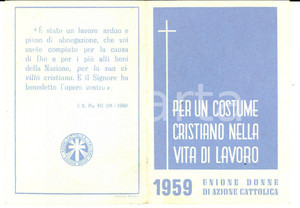 « È stato un lavoro arduo e
pieno di abnegazione, che voi
avete compiuto per la causa
di Dio e per i più alti beni
della Nazione, per la sua ci-
viltà cristiana. E il Signore ha
benedetto l'opera vostra »
PER UN COSTUME
CRISTIANO NELLA
VITA DI LAVORO
1959 UNIONE DONNE
DI AZIONE CATTOLICA